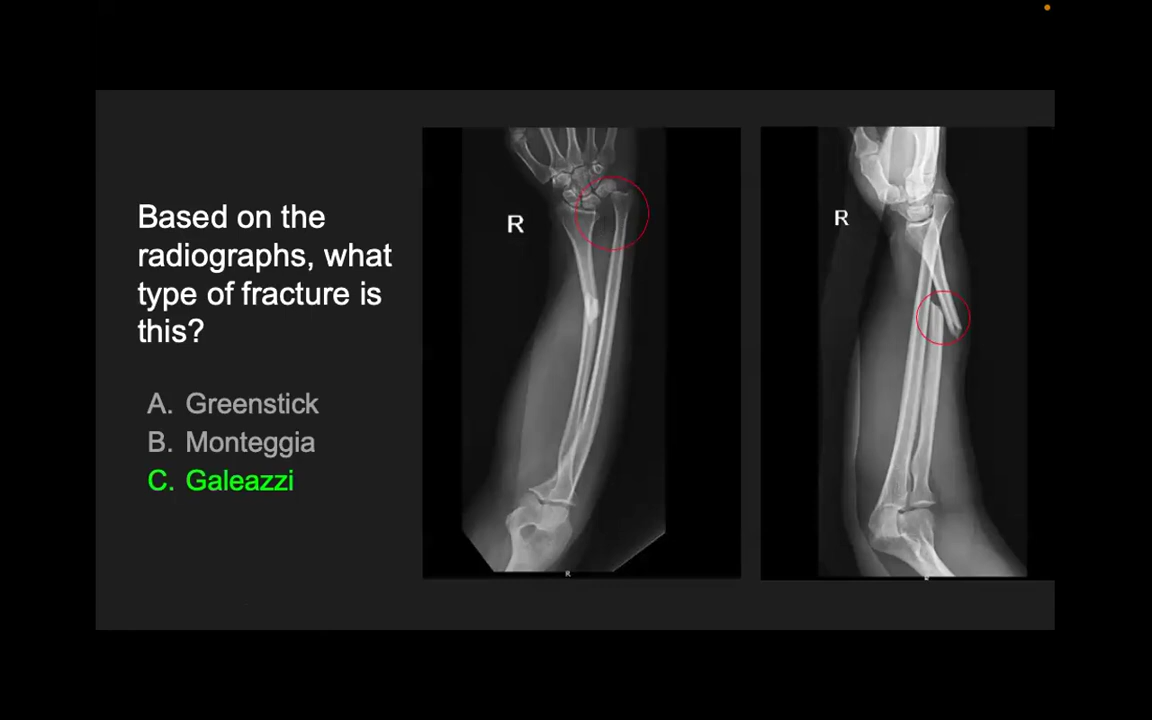 Based on the
radiographs, what
type of fracture is
this?
A. Greenstick
B. Monteggia
C. Galeazzi
R
R
R